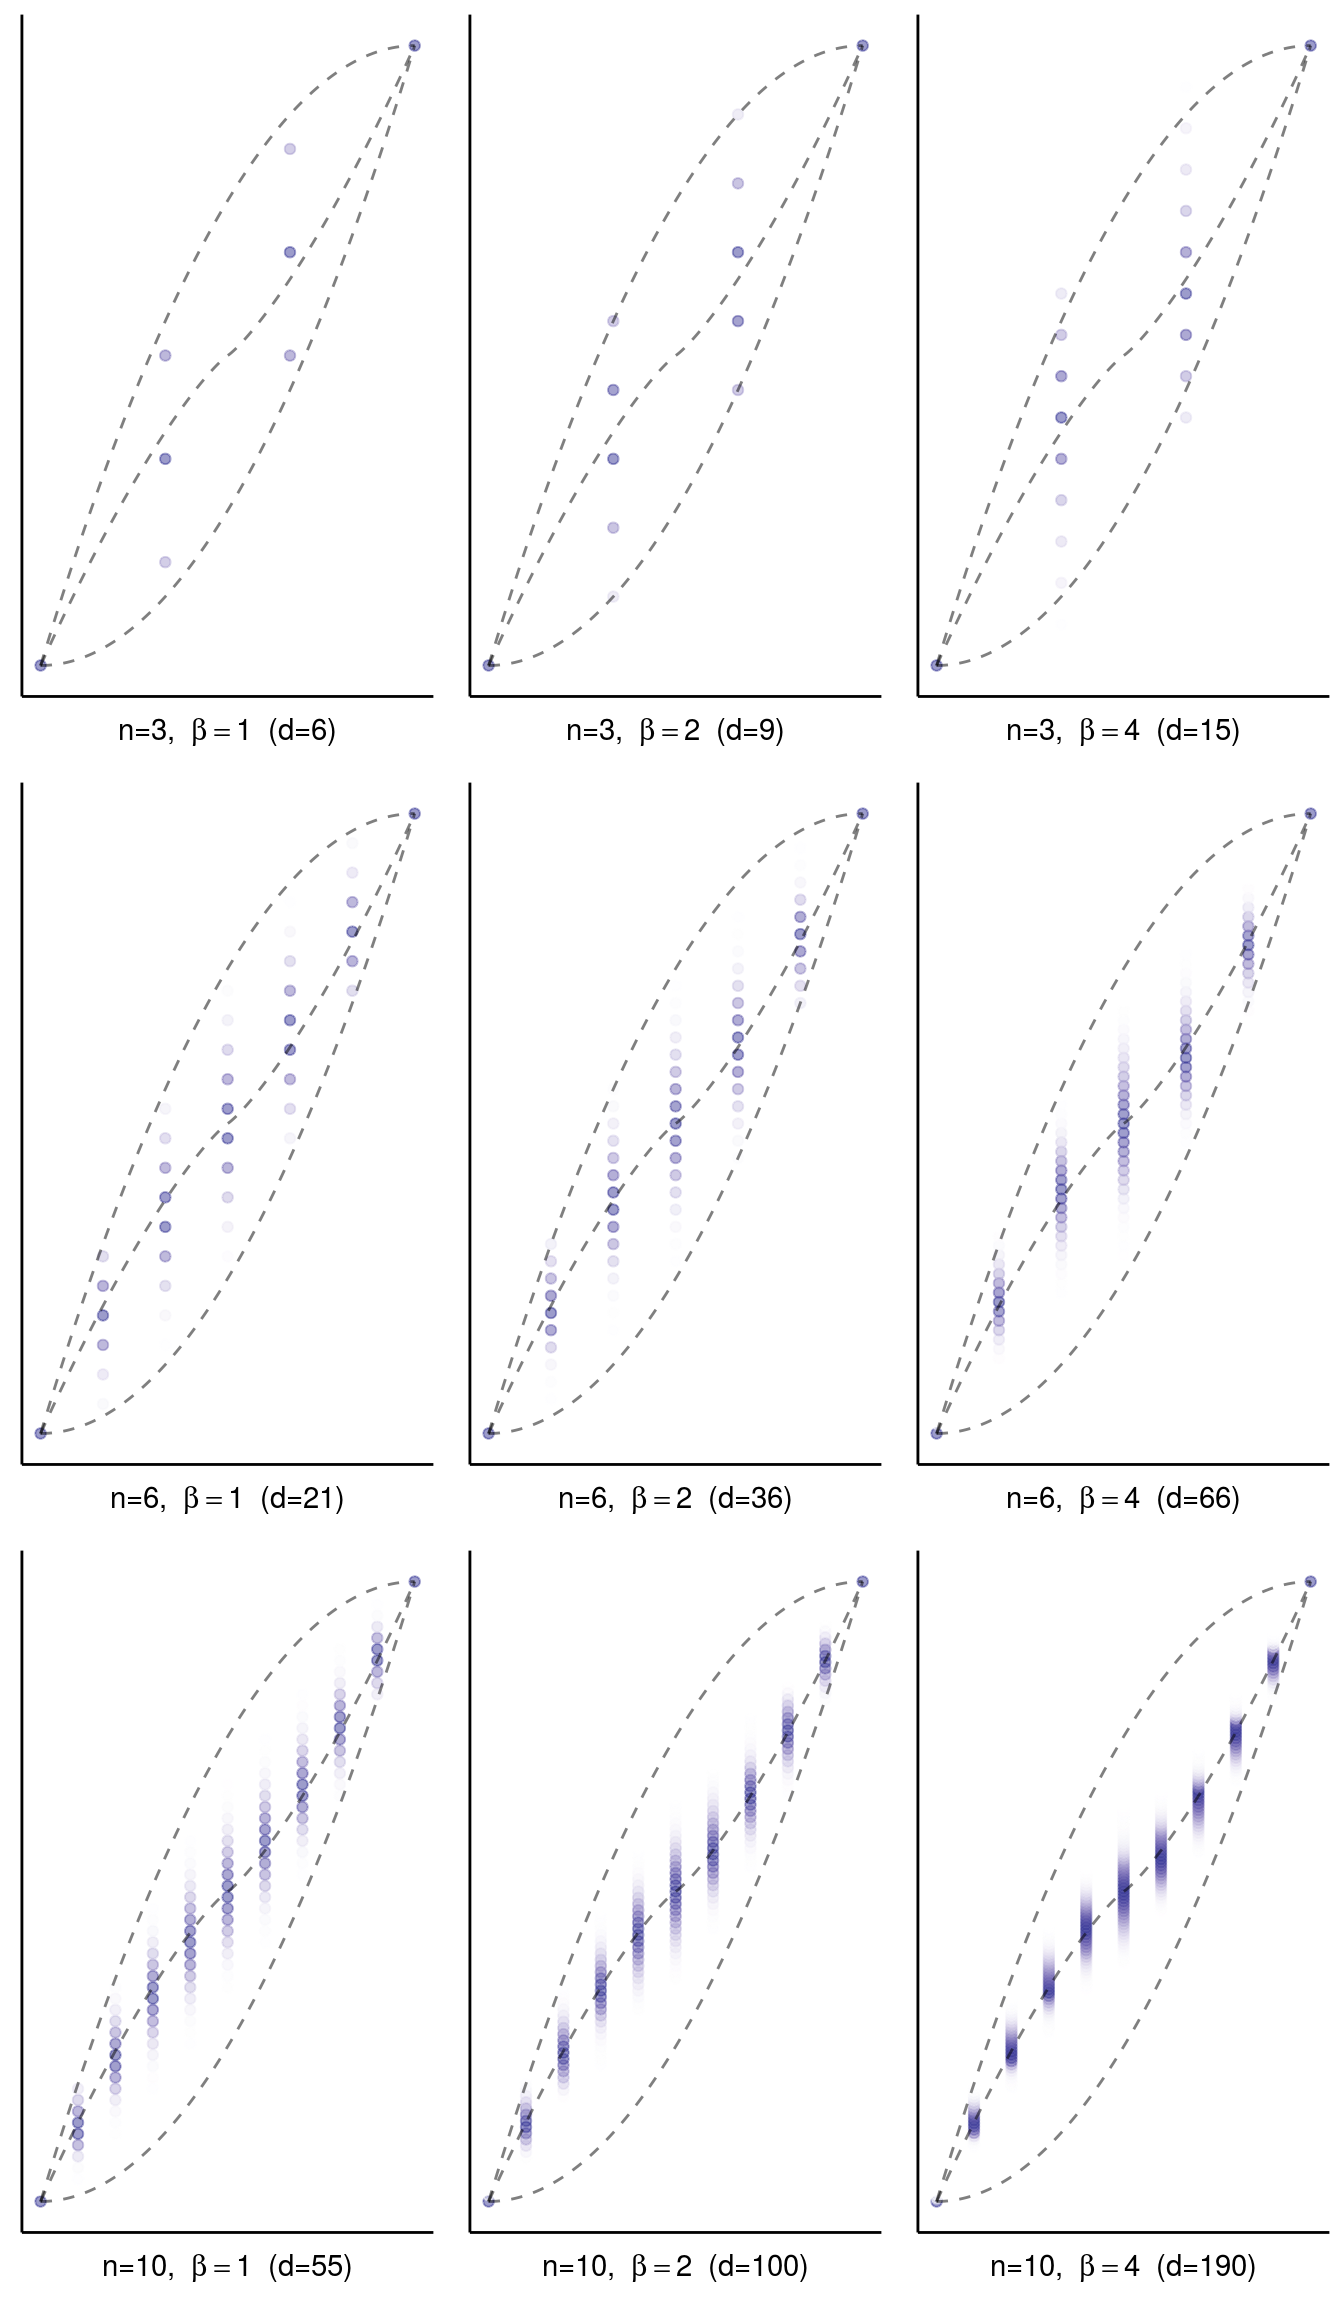 n=3, β = 1 (d=6)
n=3, β = 2 (d=9)
n=3, β = 4 (d=15)
n=6, β = 1 (d=21)
n=6, β = 2 (d=36)
n=6, β = 4 (d=66)
n=10, β = 1 (d=55)
n=10, β = 2 (d=100)
n=10, β = 4 (d=190)